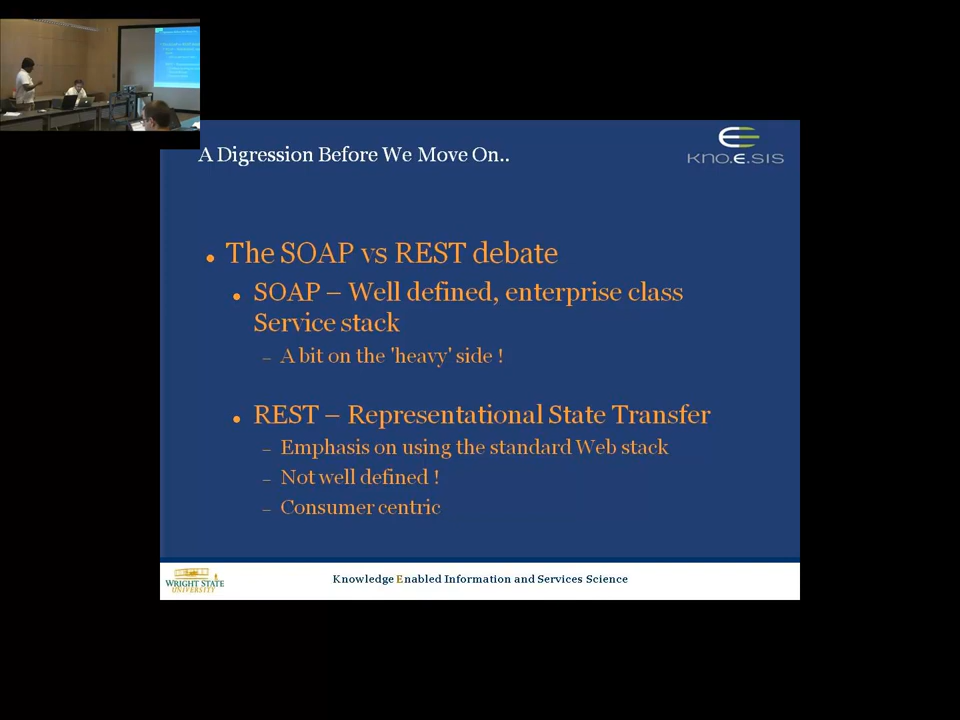 A Digression Before We Move On..
kno.e.sis
The SOAP vs REST debate
SOAP – Well defined, enterprise class
Service stack
– A bit on the 'heavy' side !
REST – Representational State Transfer
– Emphasis on using the standard Web stack
– Not well defined !
– Consumer centric
WRIGHT STATE
UNIVERSITY
Knowledge Enabled Information and Services Science